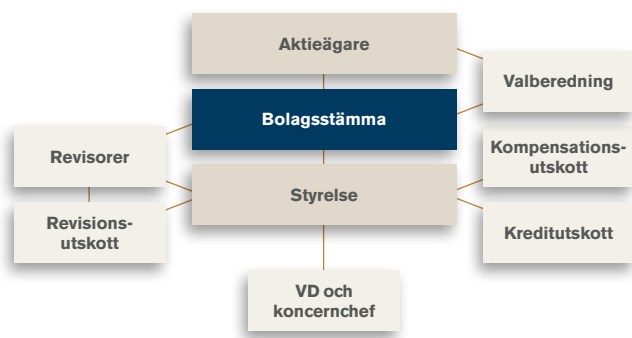 Aktieägare
Valberedning
Bolagsstämma
Revisorer
Kompensations-
utskott
Styrelse
Revisions-
utskott
Kreditutskott
VD och
koncernchef